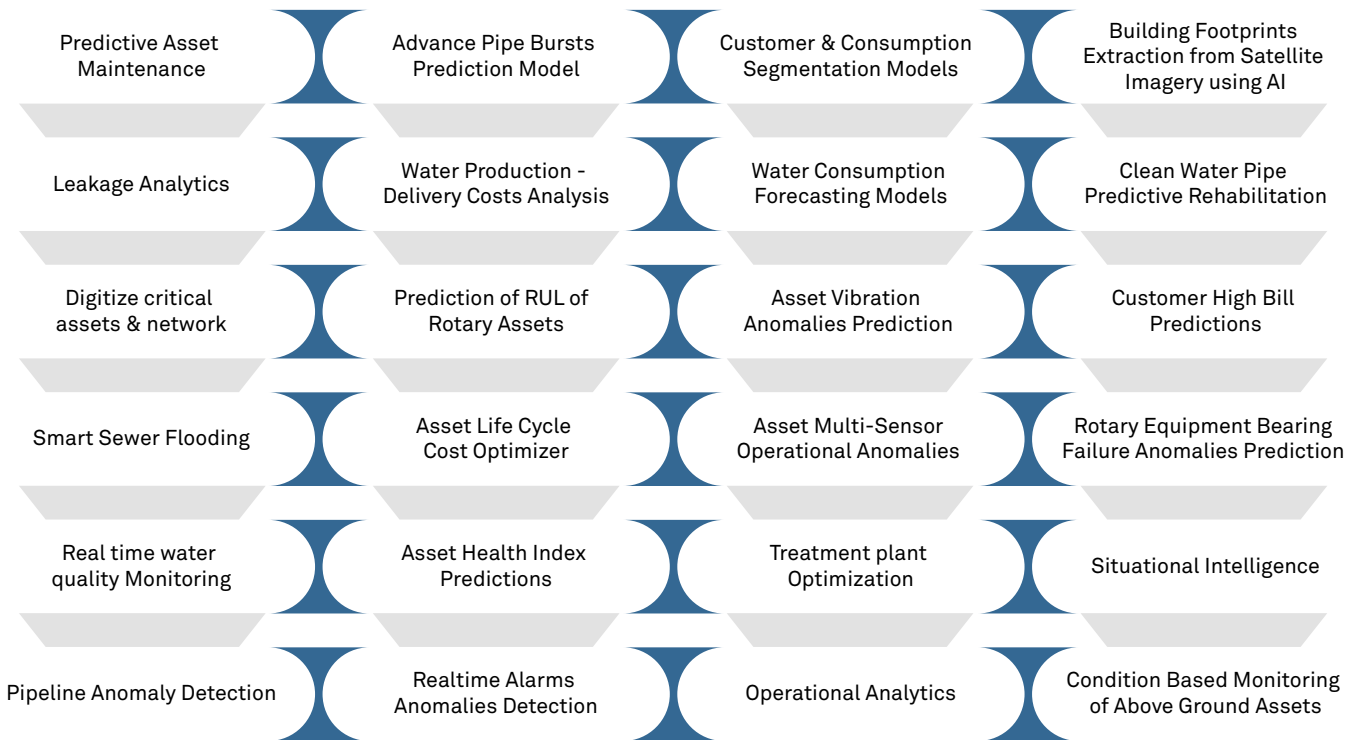 Predictive Asset
Maintenance
Advance Pipe Bursts
Prediction Model
Customer & Consumption
Segmentation Models
Building Footprints
Extraction from Satellite
Imagery using AI
Leakage Analytics
Water Production -
Delivery Costs Analysis
Water Consumption
Forecasting Models
Clean Water Pipe
Predictive Rehabilitation
Digitize critical
assets & network
Prediction of RUL of
Rotary Assets
Asset Vibration
Anomalies Prediction
Customer High Bill
Predictions
Smart Sewer Flooding
Asset Life Cycle
Cost Optimizer
Asset Multi-Sensor
Operational Anomalies
Rotary Equipment Bearing
Failure Anomalies Prediction
Real time water
quality Monitoring
Asset Health Index
Predictions
Treatment plant
Optimization
Situational Intelligence
Pipeline Anomaly Detection
Realtime Alarms
Anomalies Detection
Operational Analytics
Condition Based Monitoring
of Above Ground Assets